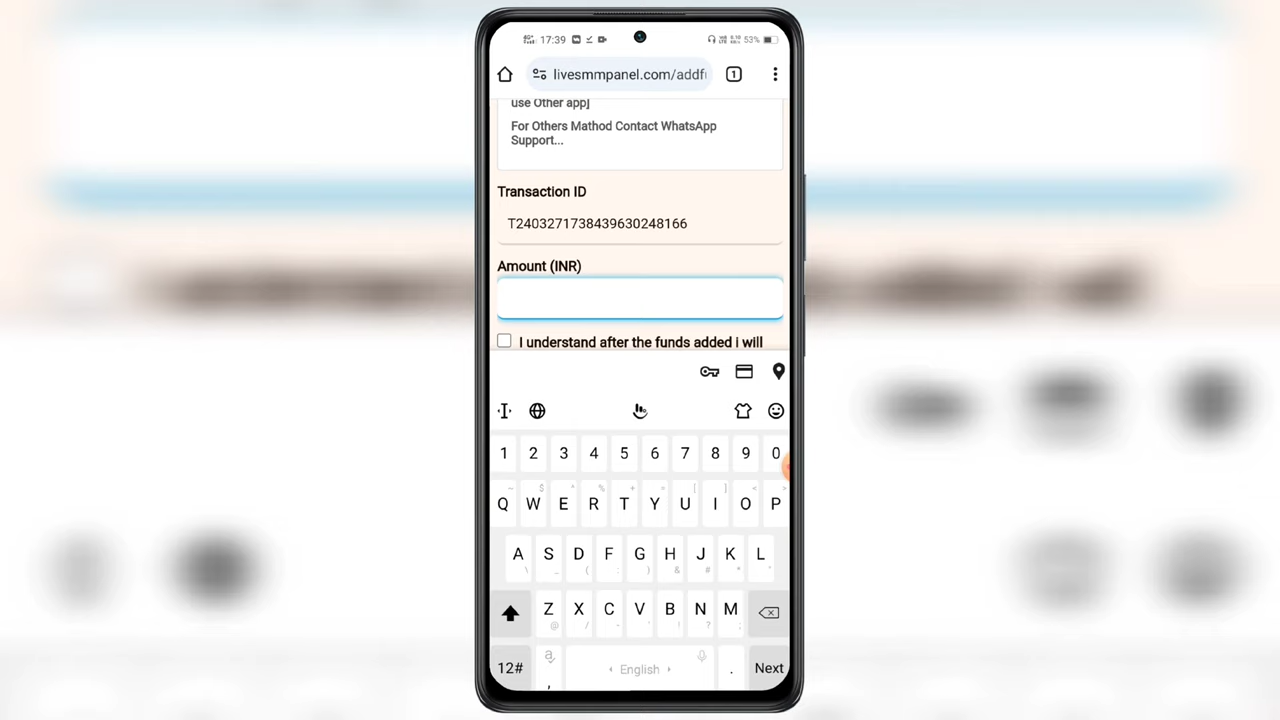 17:39
53%
livesmmpanel.com/addf
1
use Other app]
For Others Mathod Contact WhatsApp
Support...
Transaction ID
T2403271738439630248166
Amount (INR)
I understand after the funds added i will
1 2 3 4 5 6 7 8 9 0
Q W E R T Y U I O P
A S D F G H J K L
Z X C V B N M
12# , English . Next